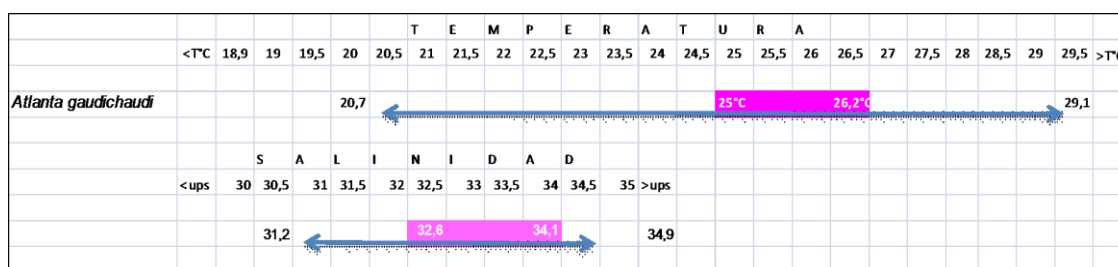 T E M P E R A T U R A
<T°C 18,9 19 19,5 20 20,5 21 21,5 22 22,5 23 23,5 24 24,5 25 25,5 26 26,5 27 27,5 28 28,5 29 29,5 >T°C
Atlanta gaudichaudi 20,7 25°C 26,2°C 29,1
S A L I N I D A D
<ups 30 30,5 31 31,5 32 32,5 33 33,5 34 34,5 35 >ups
31,2 32,6 34,1 34,9